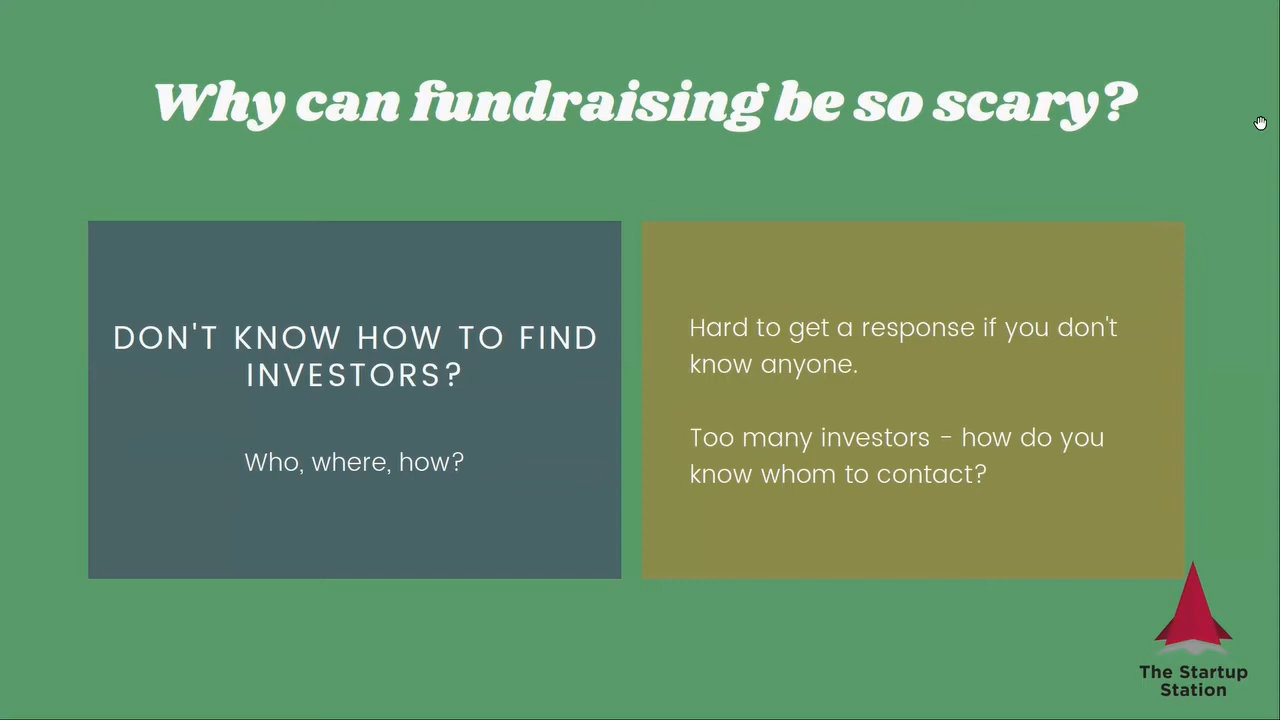 Why can fundraising be so scary?
DON'T KNOW HOW TO FIND
INVESTORS?
Who, where, how?
Hard to get a response if you don't
know anyone.
Too many investors - how do you
know whom to contact?
The Startup
Station